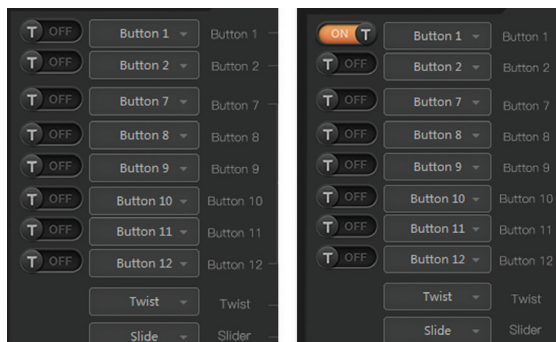 T OFF Button 1 Button 1
T OFF Button 2 Button 2
T OFF Button 7 Button 7
T OFF Button 8 Button 8
T OFF Button 9 Button 9
T OFF Button 10 Button 10
T OFF Button 11 Button 11
T OFF Button 12 Button 12
Twist Twist
Slide Slider
ON T Button 1 Button 1
T OFF Button 2 Button 2
T OFF Button 7 Button 7
T OFF Button 8 Button 8
T OFF Button 9 Button 9
T OFF Button 10 Button 10
T OFF Button 11 Button 11
T OFF Button 12 Button 12
Twist Twist
Slide Slider